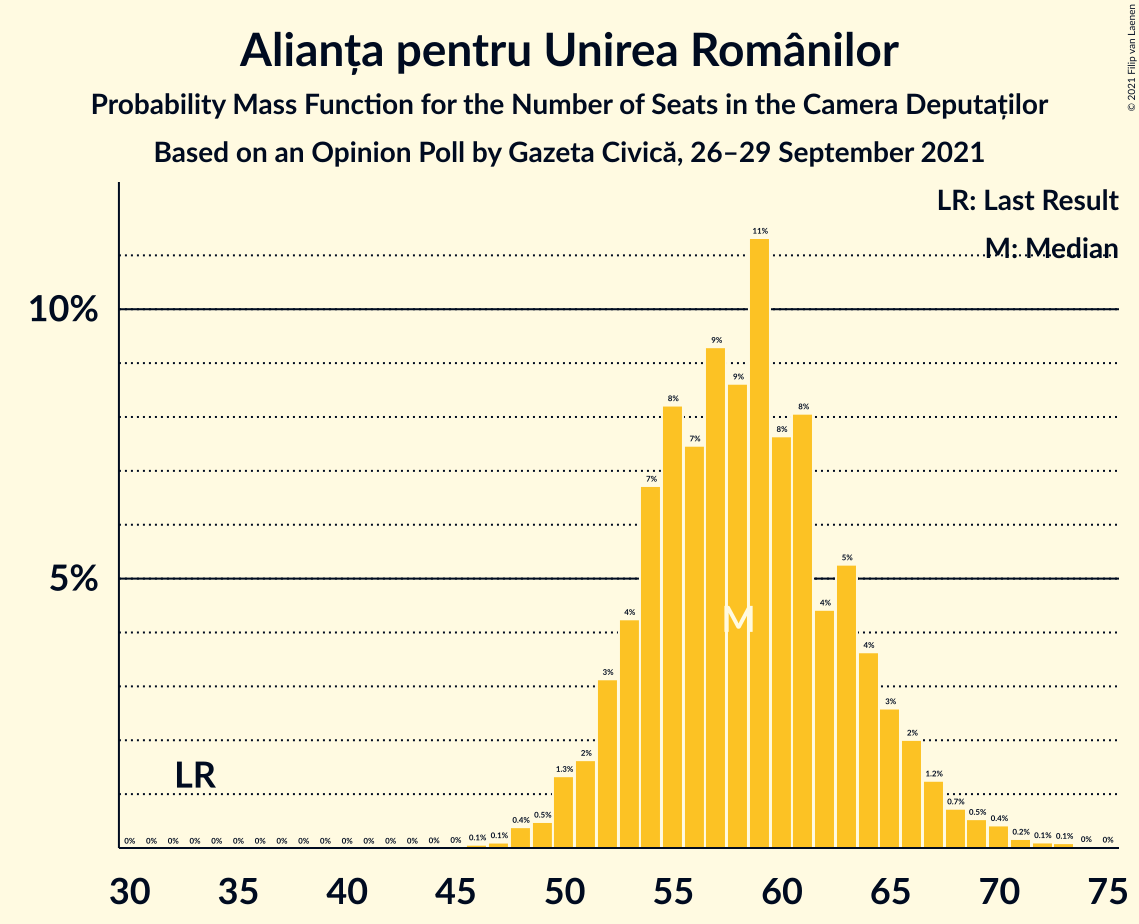 Alianța pentru Unirea Românilor
Probability Mass Function for the Number of Seats in the Camera Deputaților
Based on an Opinion Poll by Gazeta Civică, 26–29 September 2021
© 2021 Filip van Laenen
LR: Last Result
M: Median
10%
5%
LR
M
0% 0% 0% 0% 0% 0% 0% 0% 0% 0% 0% 0% 0% 0% 0% 0% 0.1% 0.1% 0.4% 0.5% 1.3% 2% 3% 4% 7% 8% 7% 9% 9% 11% 8% 8% 4% 5% 4% 3% 2% 1.2% 0.7% 0.5% 0.4% 0.2% 0.1% 0.1% 0% 0%
30 35 40 45 50 55 60 65 70 75